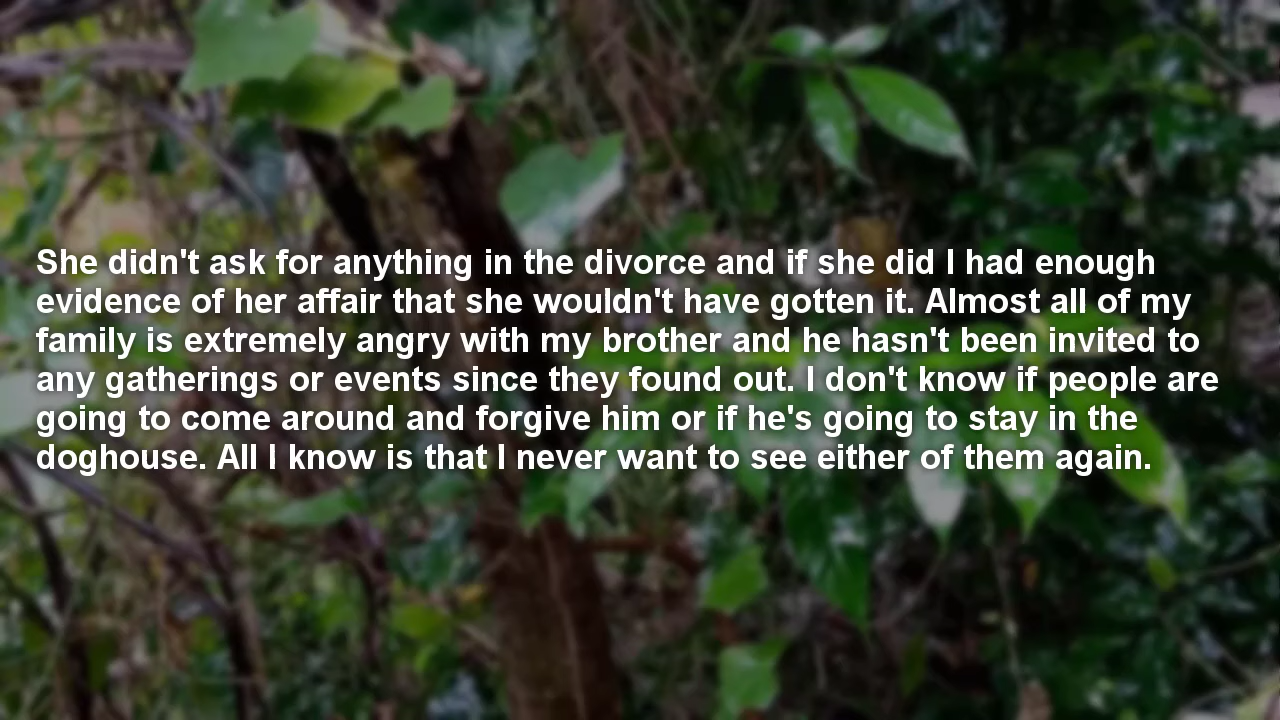 She didn't ask for anything in the divorce and if she did I had enough
evidence of her affair that she wouldn't have gotten it. Almost all of my
family is extremely angry with my brother and he hasn't been invited to
any gatherings or events since they found out. I don't know if people are
going to come around and forgive him or if he's going to stay in the
doghouse. All I know is that I never want to see either of them again.